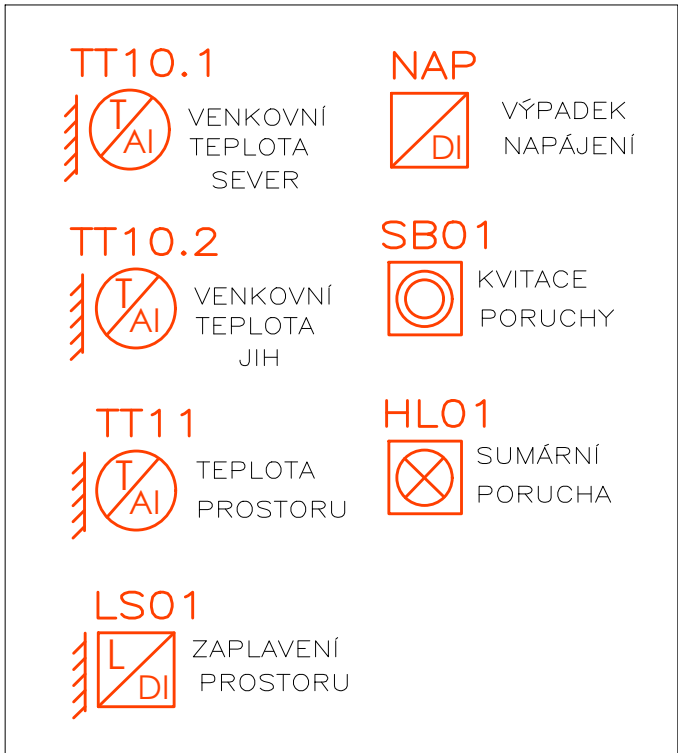 TT10.1
T
AI
VENKOVNÍ
TEPLOTA
SEVER
NAP
DI
VÝPADEK
NAPÁJENÍ
TT10.2
T
AI
VENKOVNÍ
TEPLOTA
JIH
SB01
KVITACE
PORUCHY
TT11
T
AI
TEPLOTA
PROSTORU
HL01
SUMÁRNÍ
PORUCHA
LS01
L
DI
ZAPLAVENÍ
PROSTORU